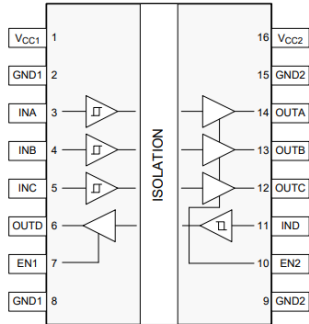 VCC1 1 16 VCC2
GND1 2 15 GND2
INA 3 14 OUTA
INB 4 13 OUTB
INC 5 12 OUTC
OUTD 6 11 IND
EN1 7 10 EN2
GND1 8 9 GND2
ISOLATION